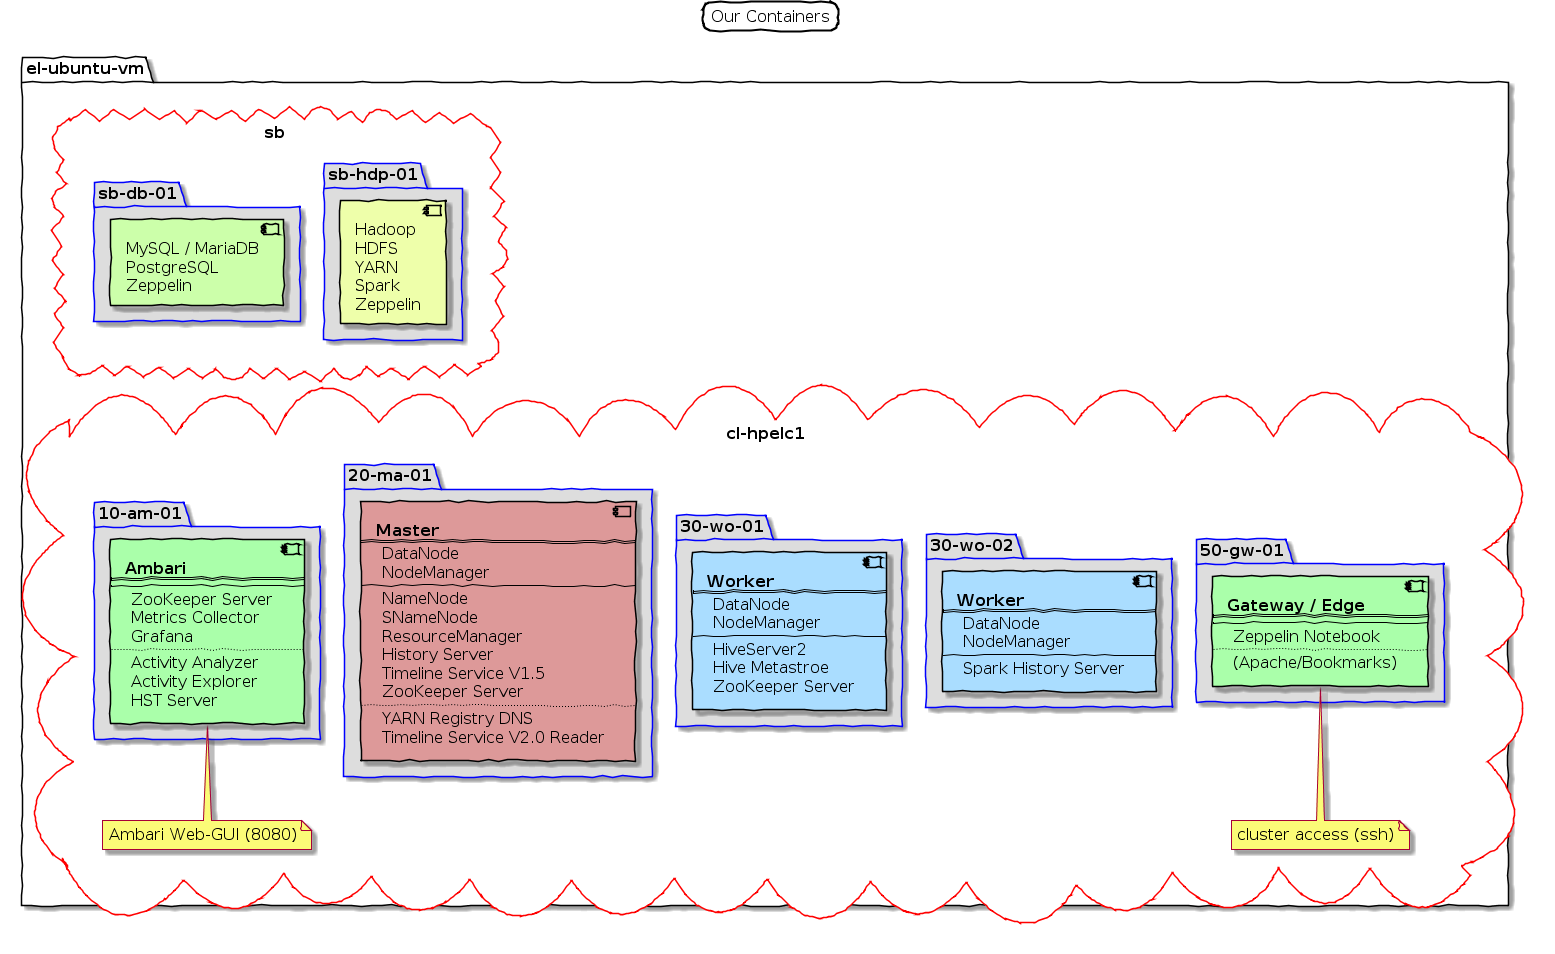 Our Containers
el-ubuntu-vm
sb
sb-db-01
MySQL / MariaDB
PostgreSQL
Zeppelin
sb-hdp-01
Hadoop
HDFS
YARN
Spark
Zeppelin
cl-hpelc1
10-am-01
Ambari
ZooKeeper Server
Metrics Collector
Grafana
Activity Analyzer
Activity Explorer
HST Server
Ambari Web-GUI (8080)
20-ma-01
Master
DataNode
NodeManager
NameNode
SNameNode
ResourceManager
History Server
Timeline Service V1.5
ZooKeeper Server
YARN Registry DNS
Timeline Service V2.0 Reader
30-wo-01
Worker
DataNode
NodeManager
HiveServer2
Hive Metastroe
ZooKeeper Server
30-wo-02
Worker
DataNode
NodeManager
Spark History Server
50-gw-01
Gateway / Edge
Zeppelin Notebook
(Apache/Bookmarks)
cluster access (ssh)